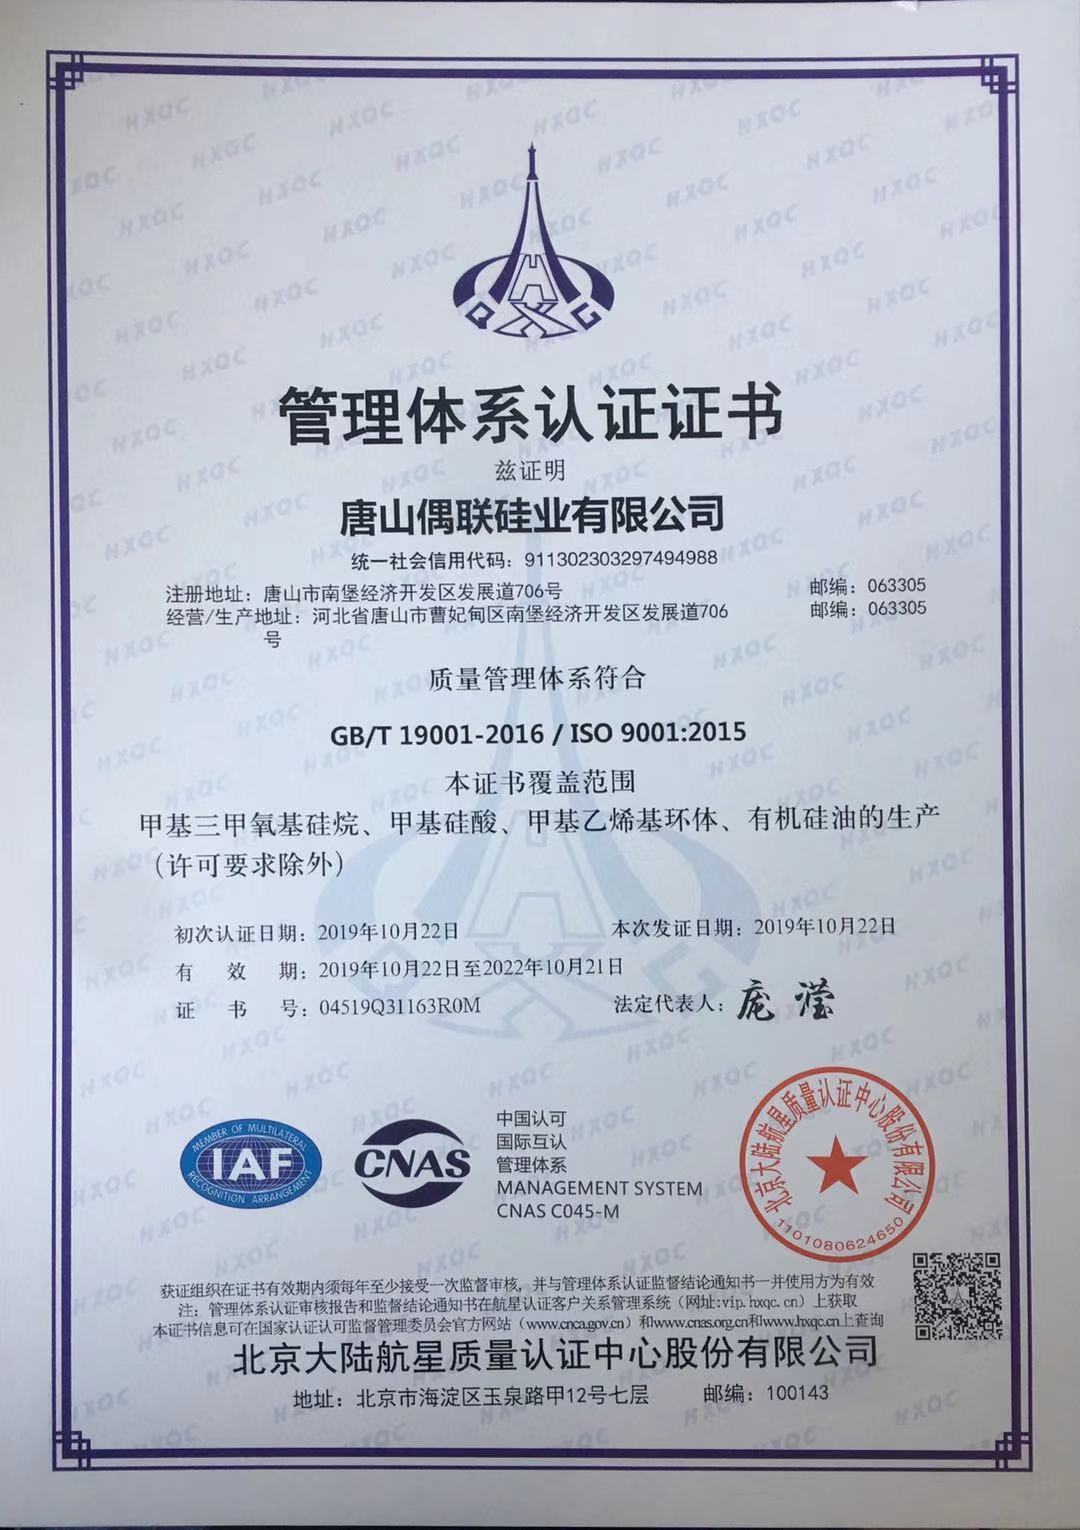 管理体系认证证书
兹证明
唐山偶联硅业有限公司
统一社会信用代码：911302303297494988
注册地址：唐山市南堡经济开发区发展道706号 邮编：063305
经营/生产地址：河北省唐山市曹妃甸区南堡经济开发区发展道706 邮编：063305
号
质量管理体系符合
GB/T 19001-2016 / ISO 9001:2015
本证书覆盖范围
甲基三甲氧基硅烷、甲基硅酸、甲基乙烯基环体、有机硅油的生产
（许可要求除外）
初次认证日期：2019年10月22日 本次发证日期：2019年10月22日
有 效 期：2019年10月22日至2022年10月21日
证 书 号：04519Q31163R0M 法定代表人：庞滢
MEMBER OF MULTILATERAL
IAF
RECOGNITION ARRANGEMENT
CNAS
中国认可
国际互认
管理体系
MANAGEMENT SYSTEM
CNAS C045-M
北京大陆航星质量认证中心股份有限公司
1101080624650
获证组织在证书有效期内须每年至少接受一次监督审核，并与管理体系认证监督结论通知书一并使用方为有效
注：管理体系认证审核报告和监督结论通知书在航星认证客户关系管理系统（网址:vip.hxqc.cn）上获取
本证书信息可在国家认证认可监督管理委员会官方网站（www.cnca.gov.cn）和www.cnas.org.cn和www.hxqc.cn上查询
北京大陆航星质量认证中心股份有限公司
地址：北京市海淀区玉泉路甲12号七层 邮编：100143